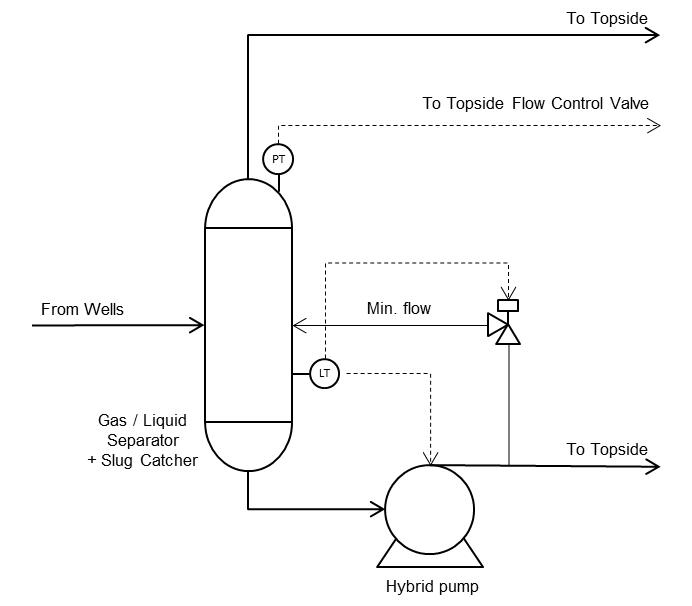 To Topside
To Topside Flow Control Valve
PT
From Wells
Min. flow
LT
Gas / Liquid
Separator
+ Slug Catcher
To Topside
Hybrid pump